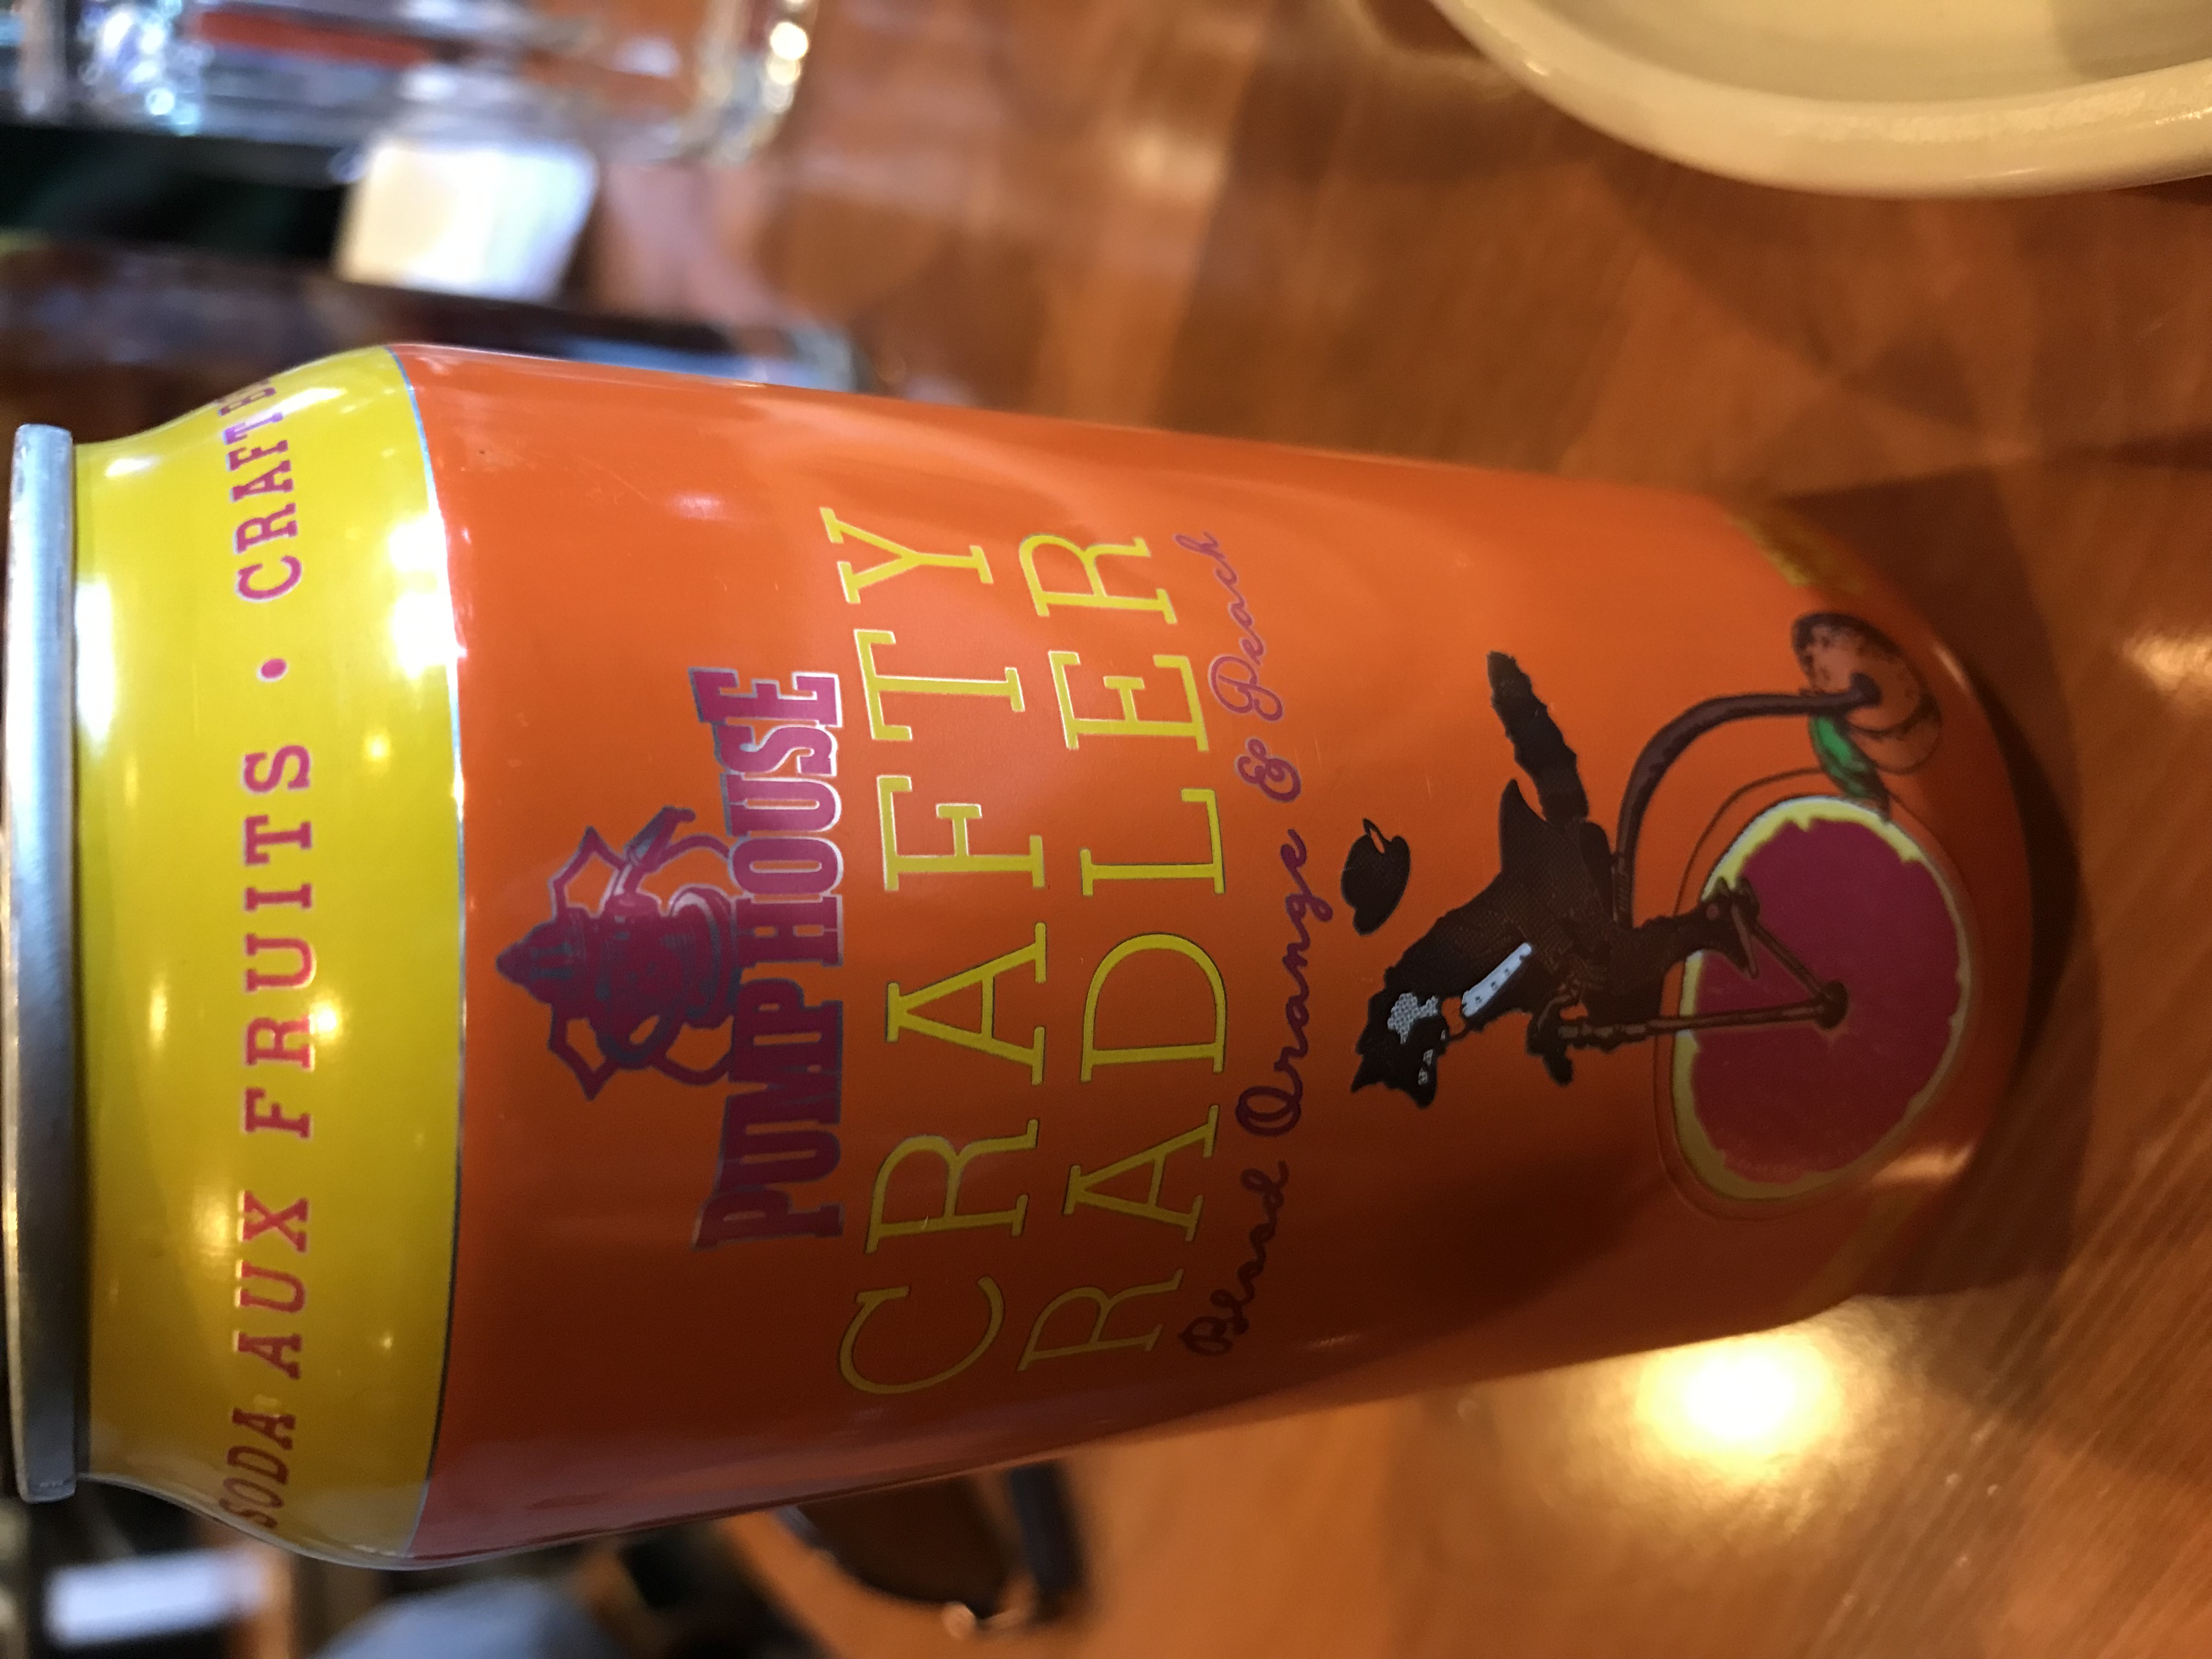 SODA AUX FRUITS • CRAFT
PUMP HOUSE
CRAFTY
RADLER
Blood Orange & Peach